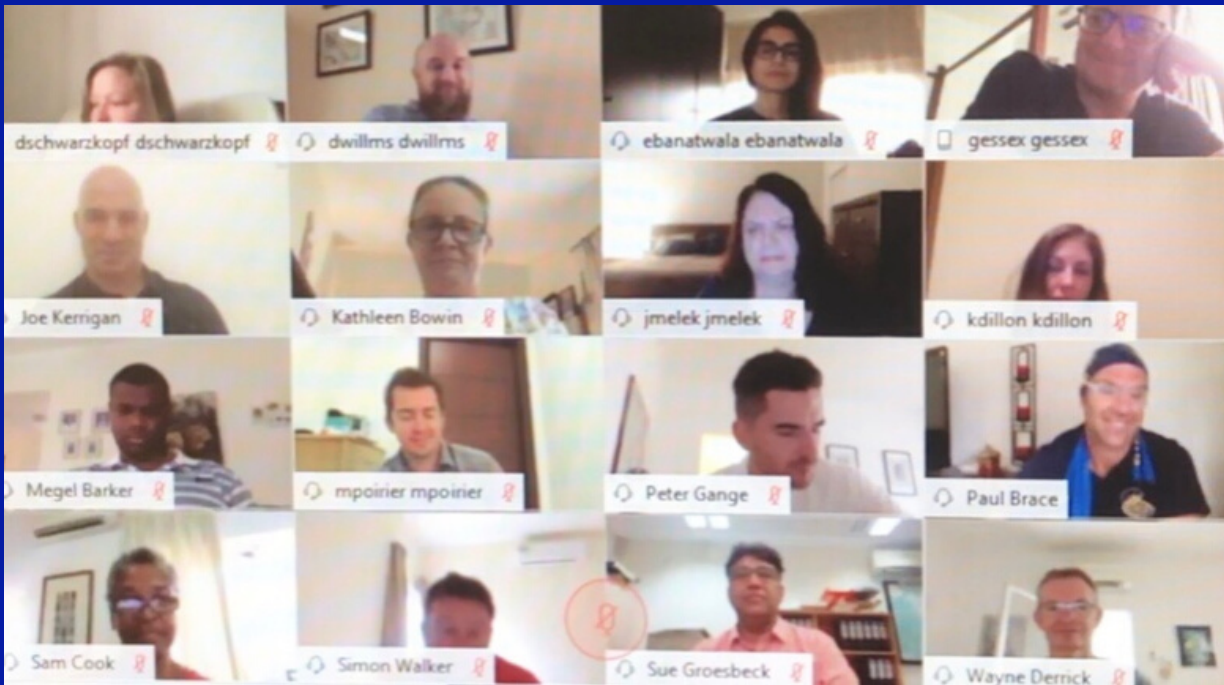 dschwarzkopf dschwarzkopf
dwillms dwillms
ebanatwala ebanatwala
gessex gessex
Joe Kerrigan
Kathleen Bowin
jmelek jmelek
kdillon kdillon
Megel Barker
mpoirier mpoirier
Peter Gange
Paul Brace
Sam Cook
Simon Walker
Sue Groesbeck
Wayne Derrick